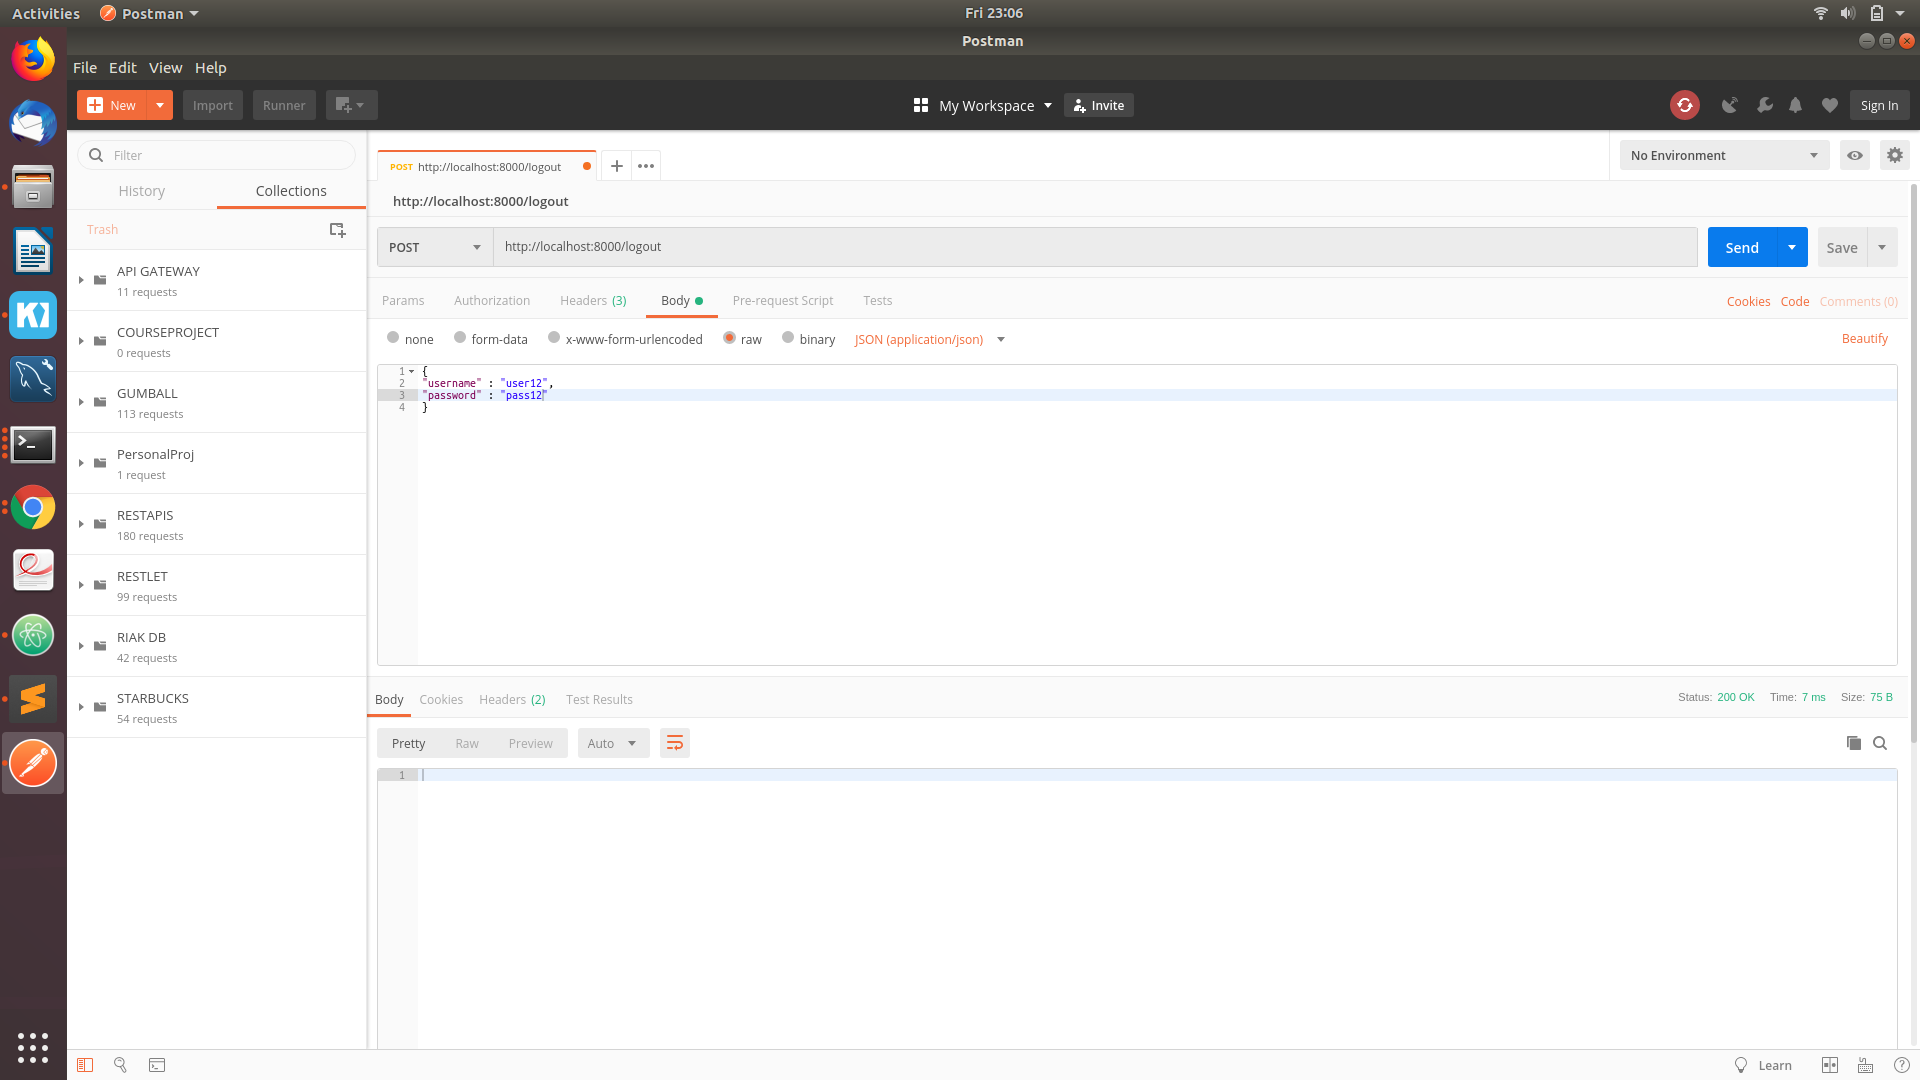 Activities Postman Fri 23:06
Postman
File Edit View Help
New Import Runner My Workspace Invite Sign In
Filter
History Collections
Trash
API GATEWAY
11 requests
COURSEPROJECT
0 requests
GUMBALL
113 requests
PersonalProj
1 request
RESTAPIS
180 requests
RESTLET
99 requests
RIAK DB
42 requests
STARBUCKS
54 requests
POST http://localhost:8000/logout + ••• No Environment
http://localhost:8000/logout
POST http://localhost:8000/logout Send Save
Params Authorization Headers (3) Body Pre-request Script Tests Cookies Code Comments (0)
none form-data x-www-form-urlencoded raw binary JSON (application/json) Beautify
1 {
2 "username" : "user12",
3 "password" : "pass12"
4 }
Body Cookies Headers (2) Test Results Status: 200 OK Time: 7 ms Size: 75 B
Pretty Raw Preview Auto
1
Learn